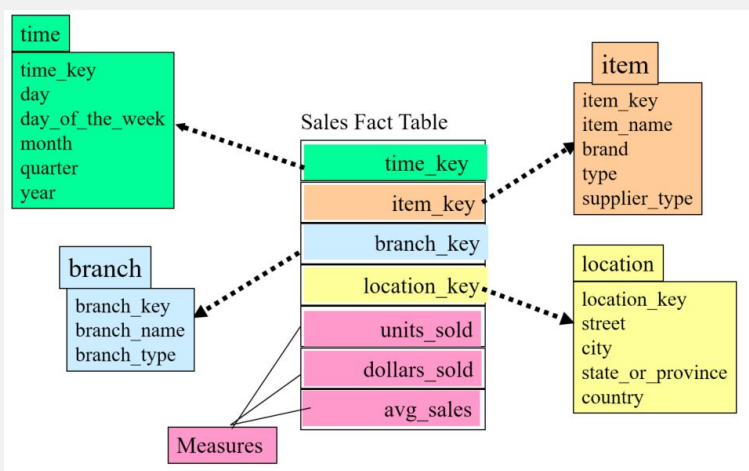 time
time_key
day
day_of_the_week
month
quarter
year
item
item_key
item_name
brand
type
supplier_type
Sales Fact Table
time_key
item_key
branch_key
location_key
units_sold
dollars_sold
avg_sales
branch
branch_key
branch_name
branch_type
location
location_key
street
city
state_or_province
country
Measures